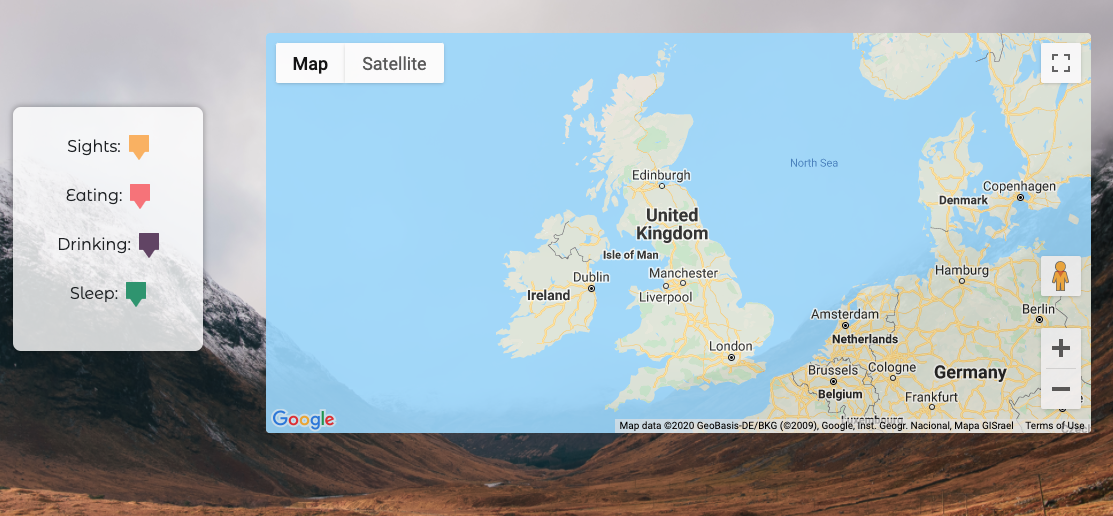 Map
Satellite
Sights:
Eating:
Drinking:
Sleep:
North Sea
Edinburgh
Copenhagen
Denmark
United
Kingdom
Isle of Man
Hamburg
Dublin
Manchester
Ireland
Liverpool
Berlin
Amsterdam
Netherlands
London
Brussels
Cologne
Germany
Belgium
Frankfurt
Luxembourg
Google
Map data ©2020 GeoBasis-DE/BKG (©2009), Google, Inst. Geogr. Nacional, Mapa GISrael
Terms of Use